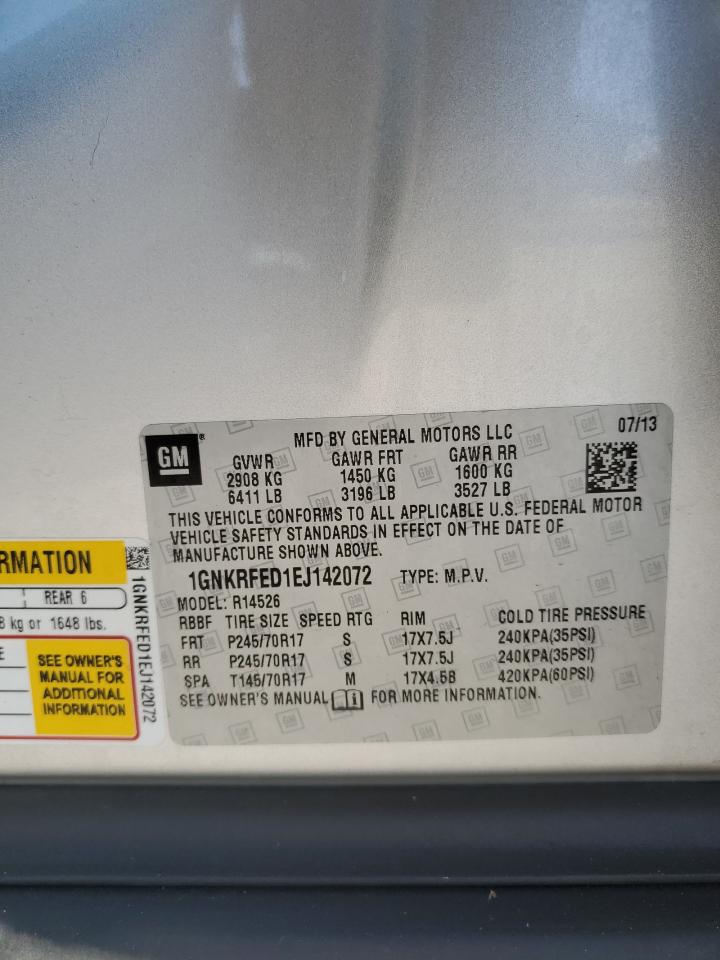 MFD BY GENERAL MOTORS LLC 07/13
GM
GVWR GAWR FRT GAWR RR
2908 KG 1450 KG 1600 KG
6411 LB 3196 LB 3527 LB
THIS VEHICLE CONFORMS TO ALL APPLICABLE U.S. FEDERAL MOTOR
VEHICLE SAFETY STANDARDS IN EFFECT ON THE DATE OF
MANUFACTURE SHOWN ABOVE.
1GNKRFED1EJ142072 TYPE: M.P.V.
MODEL: R14526
RBBF TIRE SIZE SPEED RTG RIM COLD TIRE PRESSURE
FRT P245/70R17 S 17X7.5J 240KPA(35PSI)
RR P245/70R17 S 17X7.5J 240KPA(35PSI)
SPA T145/70R17 M 17X4.5B 420KPA(60PSI)
SEE OWNER'S MANUAL FOR MORE INFORMATION.
RMATION
REAR 6
8 kg or 1648 lbs.
E
SEE OWNER'S
MANUAL FOR
ADDITIONAL
INFORMATION
1GNKRFED1EJ142072